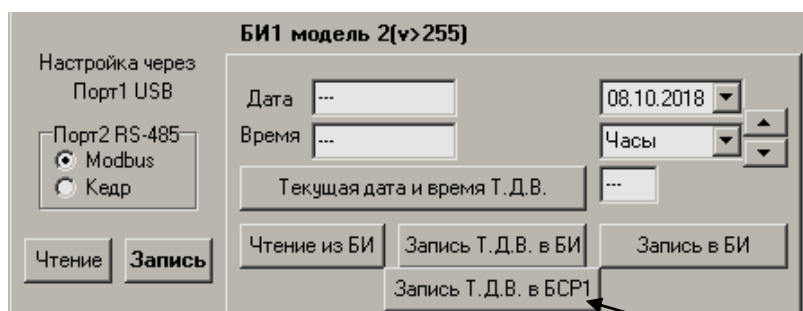 БИ1 модель 2(v>255)
Настройка через
Порт1 USB
Порт2 RS-485
Modbus
Кедр
Чтение
Запись
Дата ---
08.10.2018
Время ---
Часы
Текущая дата и время Т.Д.В.
---
Чтение из БИ
Запись Т.Д.В. в БИ
Запись в БИ
Запись Т.Д.В. в БСР1